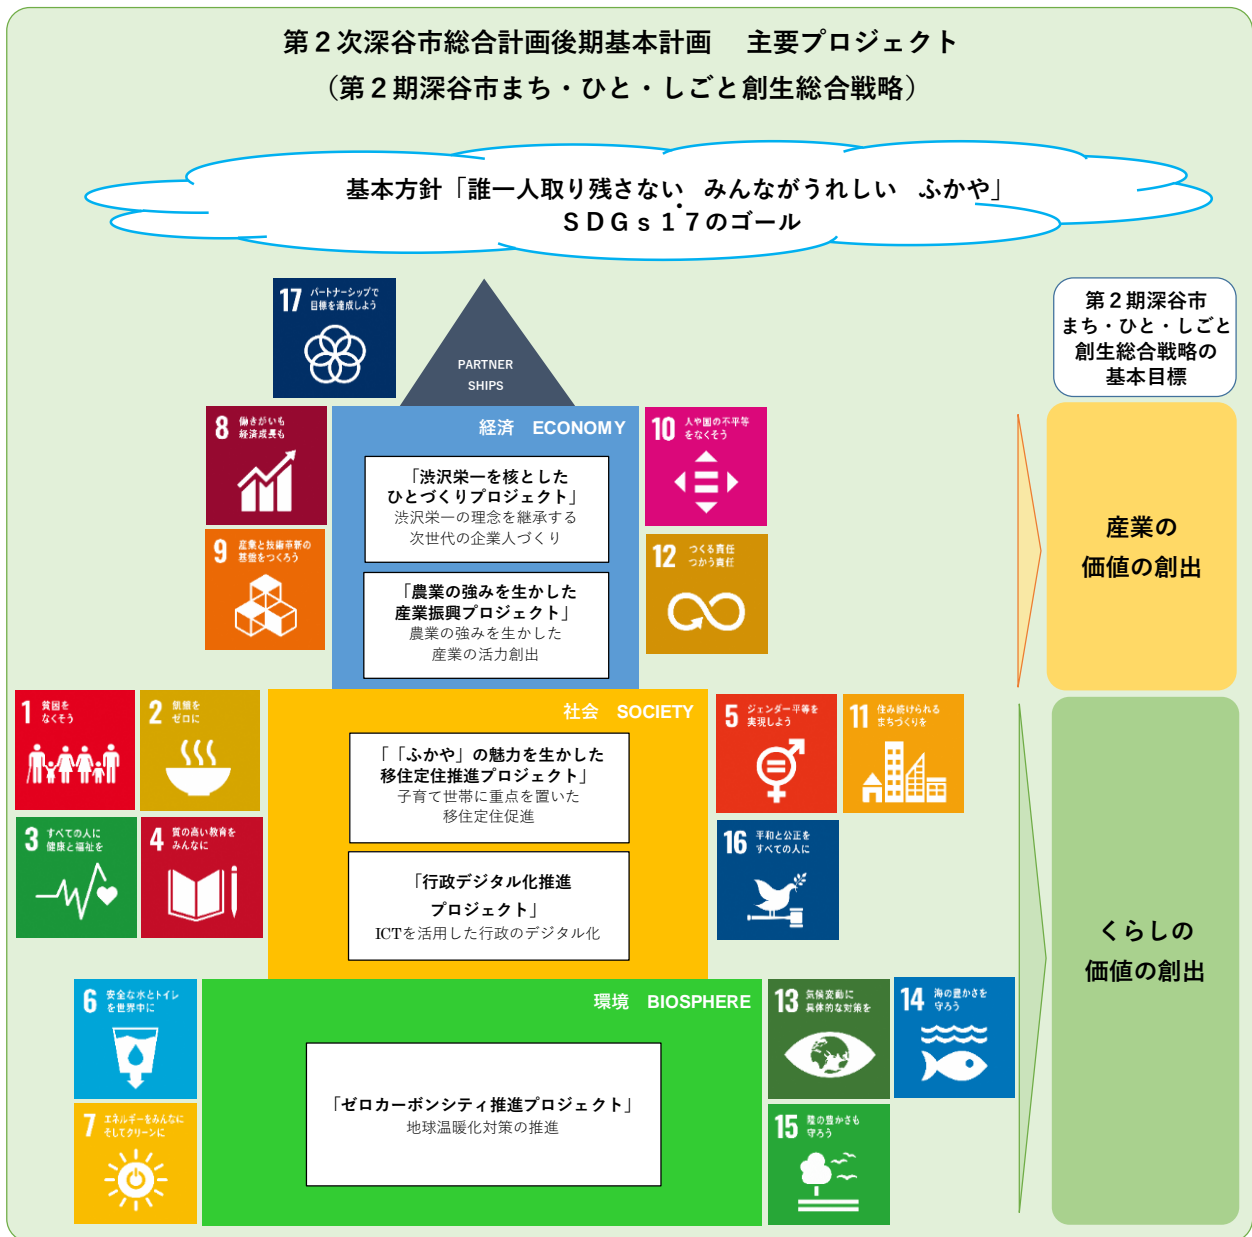 第２次深谷市総合計画後期基本計画　主要プロジェクト
（第２期深谷市まち・ひと・しごと創生総合戦略）
基本方針「誰一人取り残さない　みんながうれしい　ふかや」
・
ＳＤＧｓ１７のゴール
17 パートナーシップで
目標を達成しよう
PARTNER
SHIPS
第２期深谷市
まち・ひと・しごと
創生総合戦略の
基本目標
8 働きがいも
経済成長も
経済　ECONOMY
10 人や国の不平等
をなくそう
「渋沢栄一を核とした
ひとづくりプロジェクト」
渋沢栄一の理念を継承する
次世代の企業人づくり
9 産業と技術革新の
基盤をつくろう
12 つくる責任
つかう責任
「農業の強みを生かした
産業振興プロジェクト」
農業の強みを生かした
産業の活力創出
産業の
価値の創出
1 貧困を
なくそう
2 飢餓を
ゼロに
社会　SOCIETY
5 ジェンダー平等を
実現しよう
11 住み続けられる
まちづくりを
「「ふかや」の魅力を生かした
移住定住推進プロジェクト」
子育て世帯に重点を置いた
移住定住促進
3 すべての人に
健康と福祉を
4 質の高い教育を
みんなに
16 平和と公正を
すべての人に
「行政デジタル化推進
プロジェクト」
ICTを活用した行政のデジタル化
くらしの
価値の創出
6 安全な水とトイレ
を世界中に
環境　BIOSPHERE
13 気候変動に
具体的な対策を
14 海の豊かさを
守ろう
「ゼロカーボンシティ推進プロジェクト」
地球温暖化対策の推進
7 エネルギーをみんなに
そしてクリーンに
15 陸の豊かさも
守ろう